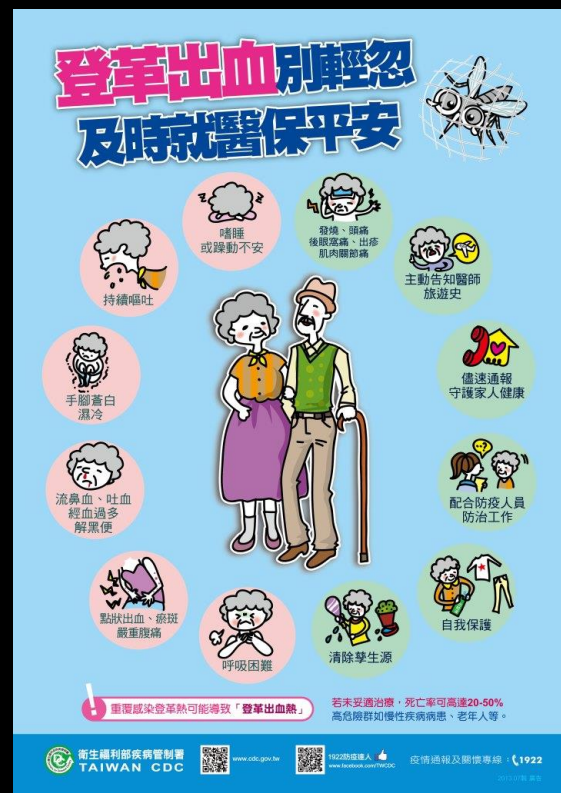 登革出血別輕忽
及時就醫保平安
嗜睡
或躁動不安
發燒、頭痛
後眼窩痛、出疹
肌肉關節痛
持續嘔吐
主動告知醫師
旅遊史
手腳蒼白
濕冷
儘速通報
守護家人健康
流鼻血、吐血
經血過多
解黑便
配合防疫人員
防治工作
點狀出血、瘀斑
嚴重腹痛
呼吸困難
清除孳生源
自我保護
重覆感染登革熱可能導致「登革出血熱」
若未妥適治療,死亡率可高達20-50%
高危險群如慢性疾病病患、老年人等。
衛生福利部疾病管制署
TAIWAN CDC
www.cdc.gov.tw
1922防疫達人
www.facebook.com/TWCDC
疫情通報及關懷專線:1922